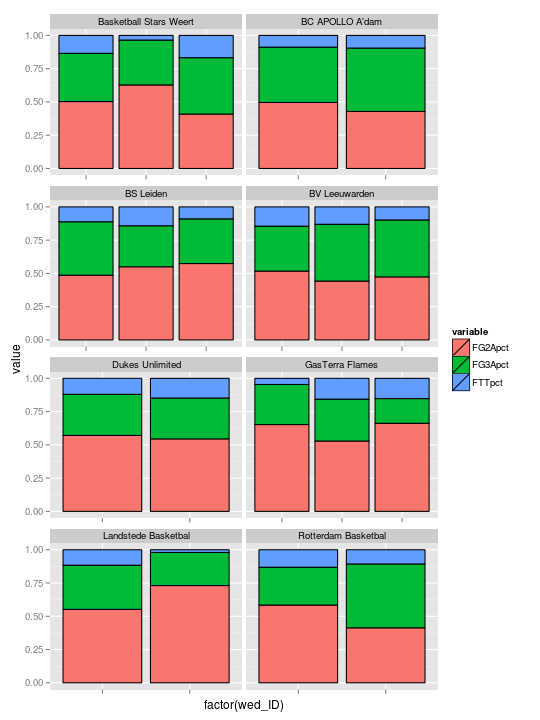 Basketball Stars Weert
BC APOLLO A'dam
1.00
0.75
0.50
0.25
0.00
BS Leiden
BV Leeuwarden
1.00
0.75
0.50
0.25
0.00
Dukes Unlimited
GasTerra Flames
1.00
0.75
0.50
0.25
0.00
Landstede Basketbal
Rotterdam Basketbal
1.00
0.75
0.50
0.25
0.00
value
factor(wed_ID)
variable
FG2Apct
FG3Apct
FTTpct